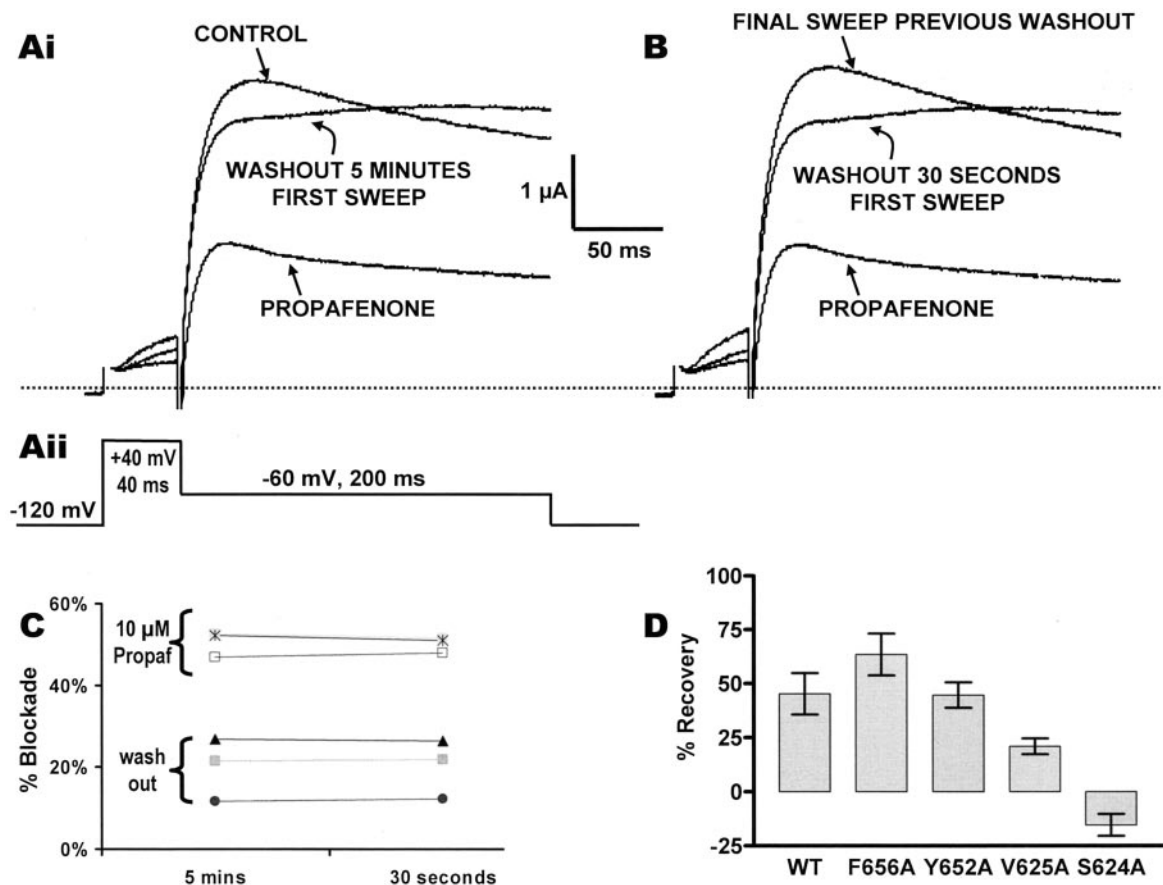 Ai
CONTROL
WASHOUT 5 MINUTES
FIRST SWEEP
PROPAFENONE
1 µA
50 ms
B
FINAL SWEEP PREVIOUS WASHOUT
WASHOUT 30 SECONDS
FIRST SWEEP
PROPAFENONE
Aii
+40 mV
40 ms
-60 mV, 200 ms
-120 mV
C
% Blockade
60%
40%
20%
0%
10 µM
Propaf
wash
out
5 mins
30 seconds
D
% Recovery
100
75
50
25
0
-25
WT
F656A
Y652A
V625A
S624A